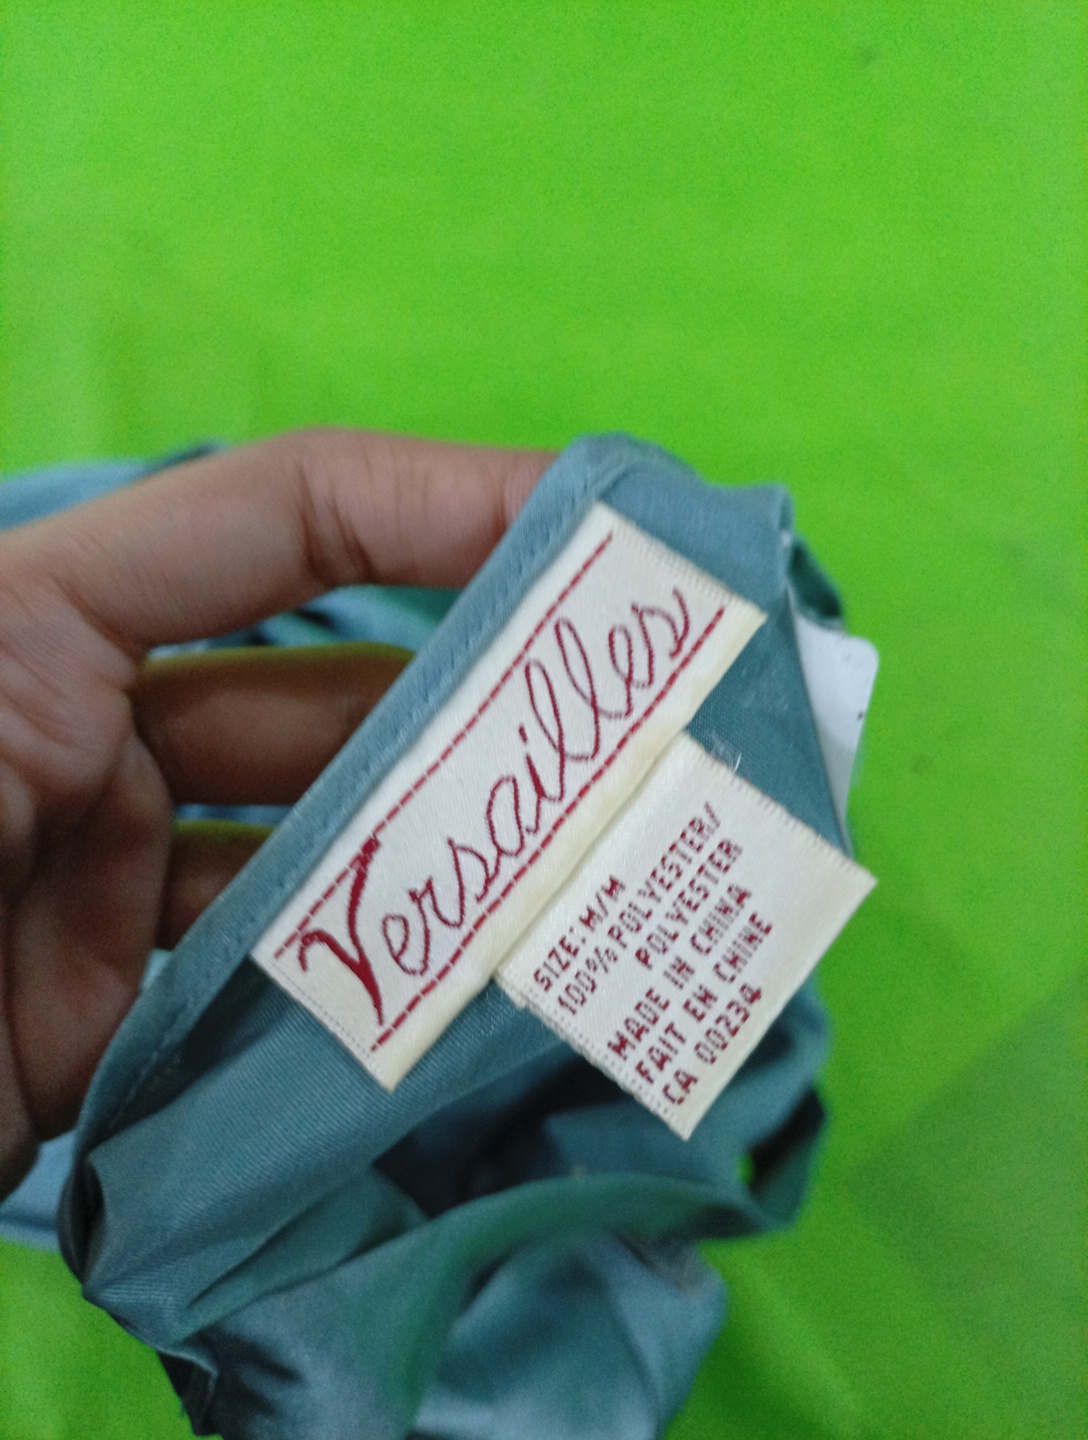 Versailles
SIZE: M/M
100% POLYESTER/
POLYESTER
MADE IN CHINA
FAIT EN CHINE
CA 00234